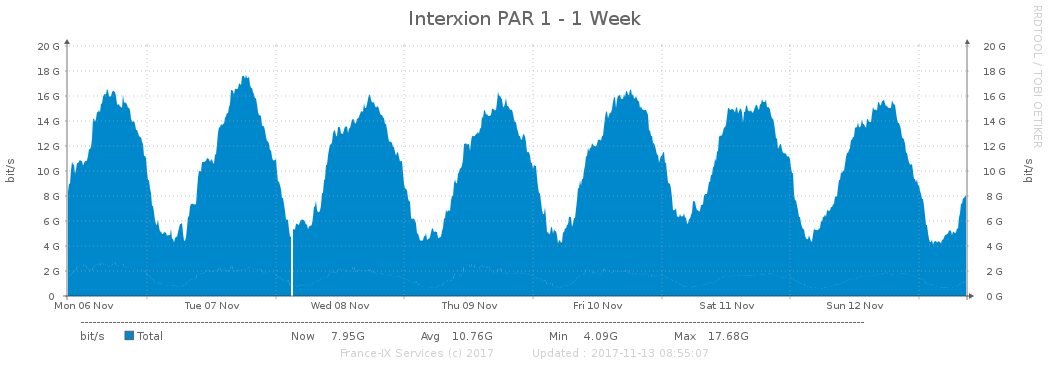 Interxion PAR 1 - 1 Week
RRDTOOL / TOBI OETIKER
20 G 20 G
18 G 18 G
16 G 16 G
14 G 14 G
12 G 12 G
10 G 10 G
8 G 8 G
6 G 6 G
4 G 4 G
2 G 2 G
0 0 G
bit/s
bit/s
Mon 06 Nov Tue 07 Nov Wed 08 Nov Thu 09 Nov Fri 10 Nov Sat 11 Nov Sun 12 Nov
bit/s Total Now 7.95G Avg 10.76G Min 4.09G Max 17.68G
France-IX Services (c) 2017 Updated : 2017-11-13 08:55:07